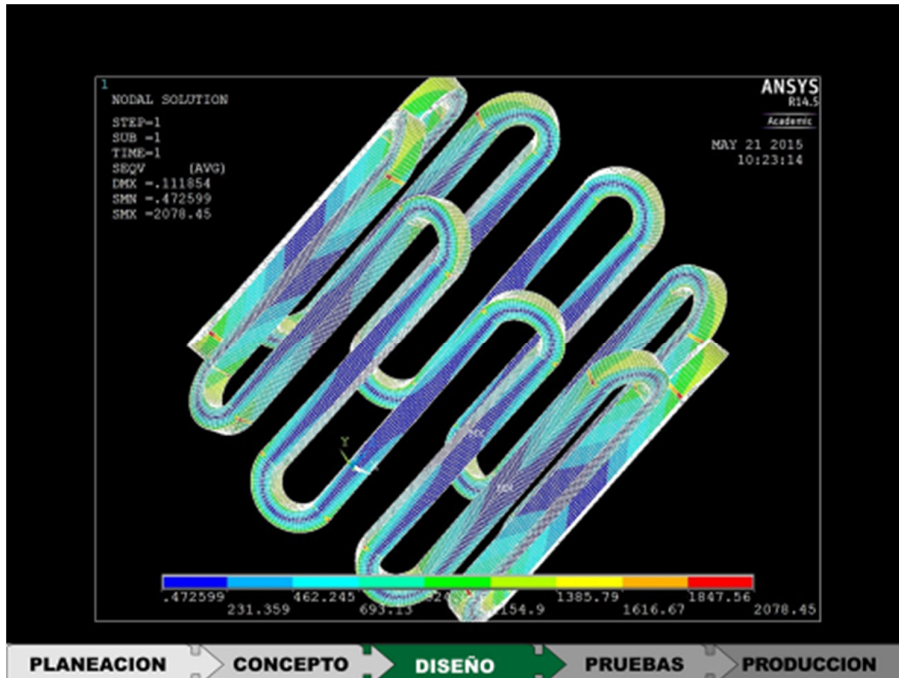 1
NODAL SOLUTION
STEP=1
SUB =1
TIME=1
SEQV (AVG)
DMX =.111854
SMN =.472599
SMX =2078.45
ANSYS
R14.5
Academic
MAY 21 2015
10:23:14
Y
MX
.472599 462.245 1385.79 1847.56
231.359 693.13 1154.9 1616.67 2078.45
PLANEACION CONCEPTO DISEÑO PRUEBAS PRODUCCION